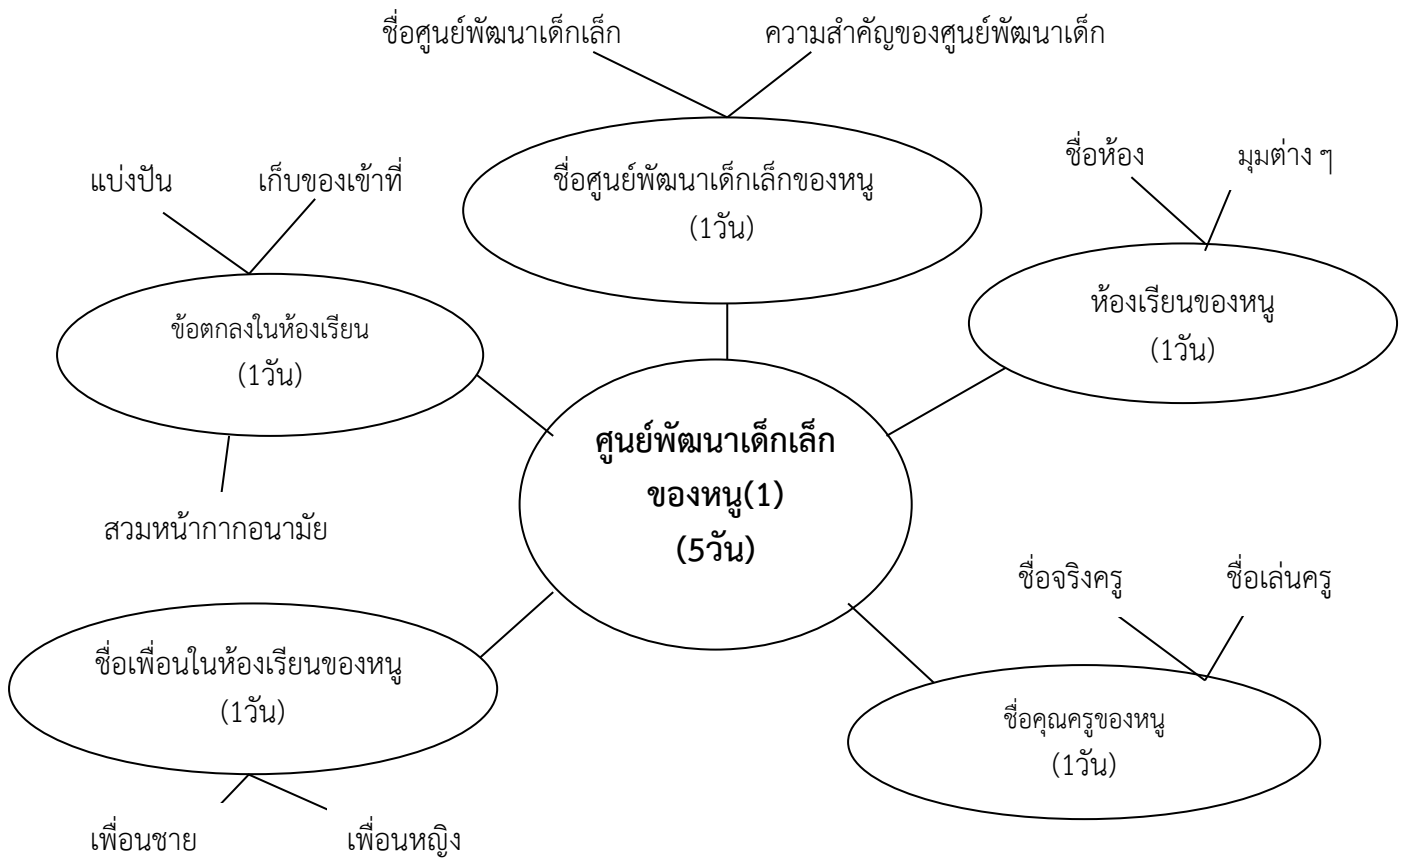 ชื่อศูนย์พัฒนาเด็กเล็ก
ความสำคัญของศูนย์พัฒนาเด็ก
ชื่อศูนย์พัฒนาเด็กเล็กของหนู
(1วัน)
ชื่อห้อง
มุมต่าง ๆ
ห้องเรียนของหนู
(1วัน)
แบ่งปัน
เก็บของเข้าที่
ข้อตกลงในห้องเรียน
(1วัน)
สวมหน้ากากอนามัย
ศูนย์พัฒนาเด็กเล็ก
ของหนู(1)
(5วัน)
ชื่อจริงครู
ชื่อเล่นครู
ชื่อคุณครูของหนู
(1วัน)
ชื่อเพื่อนในห้องเรียนของหนู
(1วัน)
เพื่อนชาย
เพื่อนหญิง